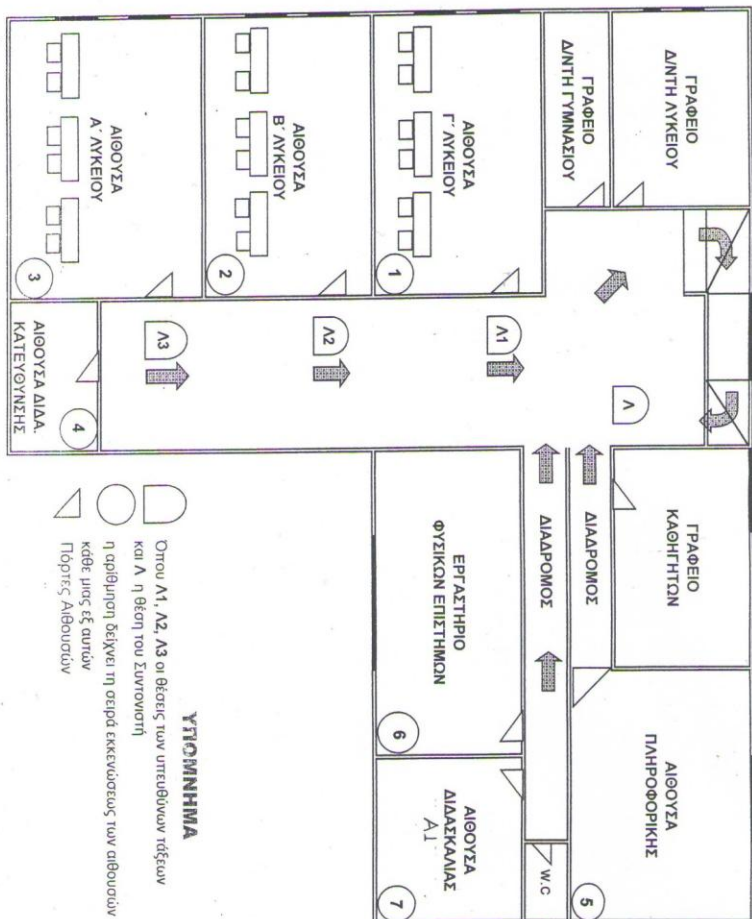 ΓΡΑΦΕΙΟ
Δ/ΝΤΗ ΛΥΚΕΙΟΥ
ΓΡΑΦΕΙΟ
Δ/ΝΤΗ ΓΥΜΝΑΣΙΟΥ
ΑΙΘΟΥΣΑ
Γ΄ ΛΥΚΕΙΟΥ
1
ΑΙΘΟΥΣΑ
Β΄ ΛΥΚΕΙΟΥ
2
ΑΙΘΟΥΣΑ
Α΄ ΛΥΚΕΙΟΥ
3
Λ
Λ1
Λ2
Λ3
ΑΙΘΟΥΣΑ ΔΙΔΑ.
ΚΑΤΕΥΘΥΝΣΗΣ
4
ΓΡΑΦΕΙΟ
ΚΑΘΗΓΗΤΩΝ
ΔΙΑΔΡΟΜΟΣ
ΔΙΑΔΡΟΜΟΣ
ΕΡΓΑΣΤΗΡΙΟ
ΦΥΣΙΚΩΝ ΕΠΙΣΤΗΜΩΝ
6
ΑΙΘΟΥΣΑ
ΠΛΗΡΟΦΟΡΙΚΗΣ
5
W.C
ΑΙΘΟΥΣΑ
ΔΙΔΑΣΚΑΛΙΑΣ
Α1
7
ΥΠΟΜΝΗΜΑ
Όπου Λ1, Λ2, Λ3 οι θέσεις των υπευθύνων τάξεων
και Λ η θέση του Συντονιστή
η αρίθμηση δείχνει τη σειρά εκκενώσεως των αιθουσών
κάθε μιας εξ αυτών
Πόρτες Αιθουσών